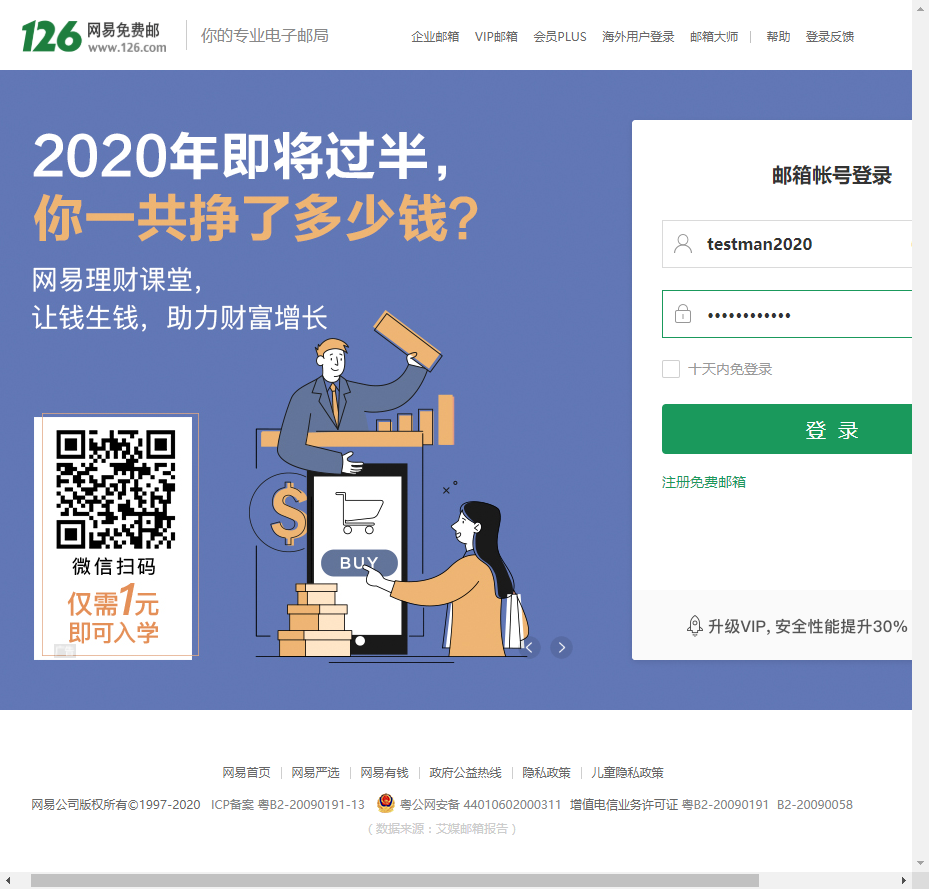 126 网易免费邮
www.126.com
你的专业电子邮局
企业邮箱 VIP邮箱 会员PLUS 海外用户登录 邮箱大师 | 帮助 登录反馈
2020年即将过半，
你一共挣了多少钱?
网易理财课堂，
让钱生钱，助力财富增长
$
BUY
微信扫码
仅需1元
即可入学
广告
邮箱帐号登录
testman2020
••••••••••••
十天内免登录
登 录
注册免费邮箱
升级VIP, 安全性能提升30%
网易首页 | 网易严选 | 网易有钱 | 政府公益热线 | 隐私政策 | 儿童隐私政策
网易公司版权所有©1997-2020 ICP备案 粤B2-20090191-13 粤公网安备 44010602000311 增值电信业务许可证 粤B2-20090191 B2-20090058
( 数据来源：艾媒邮箱报告 )